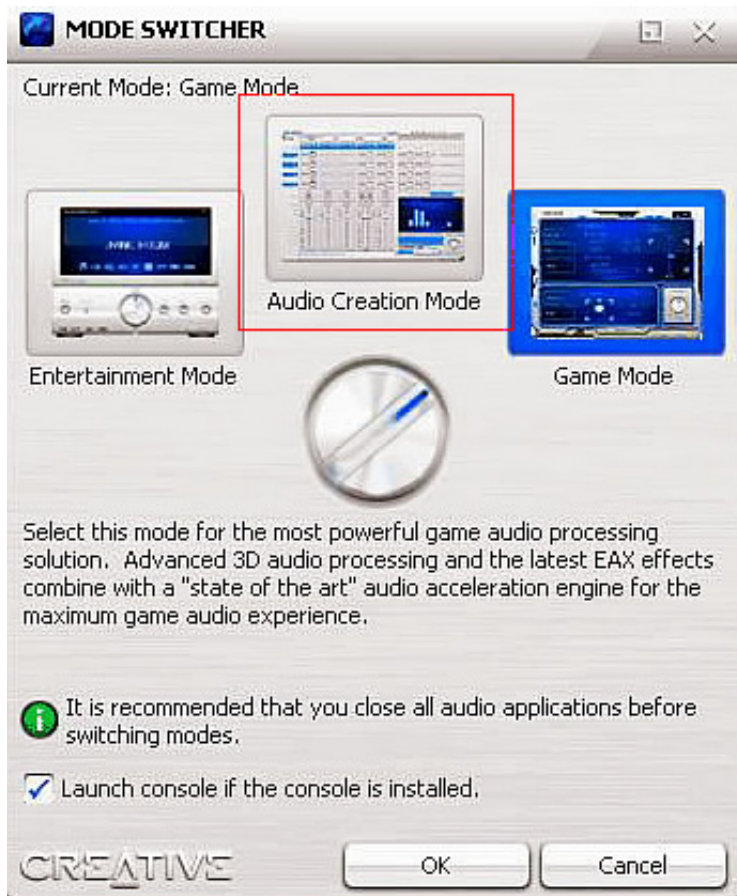 MODE SWITCHER
Current Mode: Game Mode
Audio Creation Mode
Entertainment Mode
Game Mode
Select this mode for the most powerful game audio processing
solution. Advanced 3D audio processing and the latest EAX effects
combine with a "state of the art" audio acceleration engine for the
maximum game audio experience.
It is recommended that you close all audio applications before
switching modes.
Launch console if the console is installed.
CREATIVE
OK
Cancel